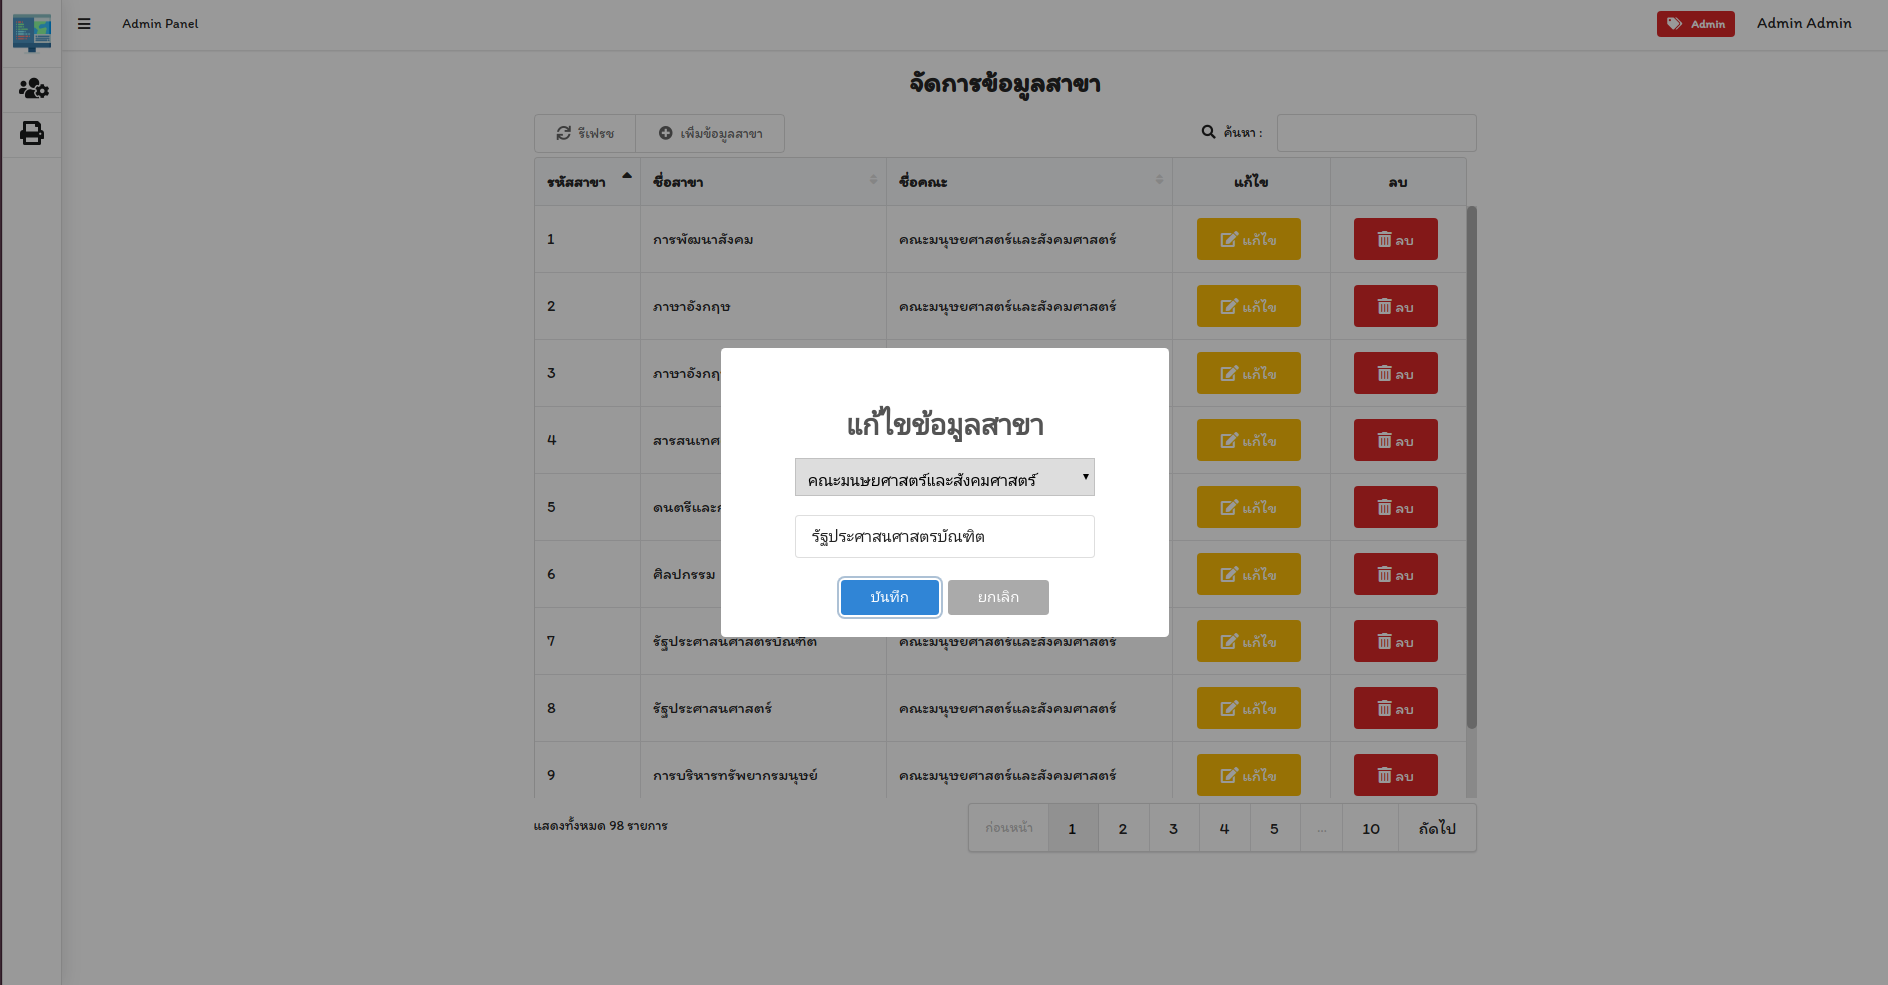 Admin Panel
Admin
Admin Admin
จัดการข้อมูลสาขา
รีเฟรช
เพิ่มข้อมูลสาขา
ค้นหา :
รหัสสาขา ชื่อสาขา ชื่อคณะ แก้ไข ลบ
1 การพัฒนาสังคม คณะมนุษยศาสตร์และสังคมศาสตร์ แก้ไข ลบ
2 ภาษาอังกฤษ คณะมนุษยศาสตร์และสังคมศาสตร์ แก้ไข ลบ
3 ภาษาอังกฤ แก้ไข ลบ
4 สารสนเทศ แก้ไข ลบ
5 ดนตรีและ แก้ไข ลบ
6 ศิลปกรรม แก้ไข ลบ
7 รัฐประศาสนศาสตรบัณฑิต คณะมนุษยศาสตร์และสังคมศาสตร์ แก้ไข ลบ
8 รัฐประศาสนศาสตร์ คณะมนุษยศาสตร์และสังคมศาสตร์ แก้ไข ลบ
9 การบริหารทรัพยากรมนุษย์ คณะมนุษยศาสตร์และสังคมศาสตร์ แก้ไข ลบ
แก้ไขข้อมูลสาขา
คณะมนุษยศาสตร์และสังคมศาสตร์
รัฐประศาสนศาสตรบัณฑิต
บันทึก ยกเลิก
แสดงทั้งหมด 98 รายการ
ก่อนหน้า 1 2 3 4 5 ... 10 ถัดไป